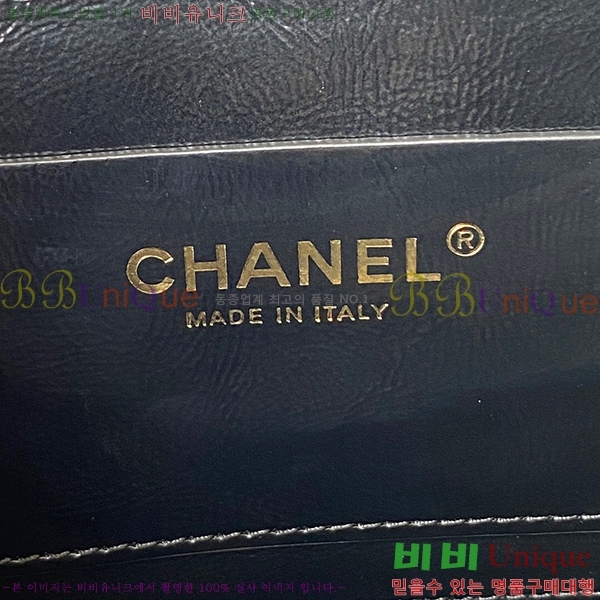 비비유니크
CHANEL®
BBUniQue 동종업계 최고의 품질 NO.1 BBUniQue
MADE IN ITALY
비비 Unique
-본 이미지는 비비유니크에서 촬영한 100% 실사 이미지 입니다.-
믿을수 있는 명품구매대행